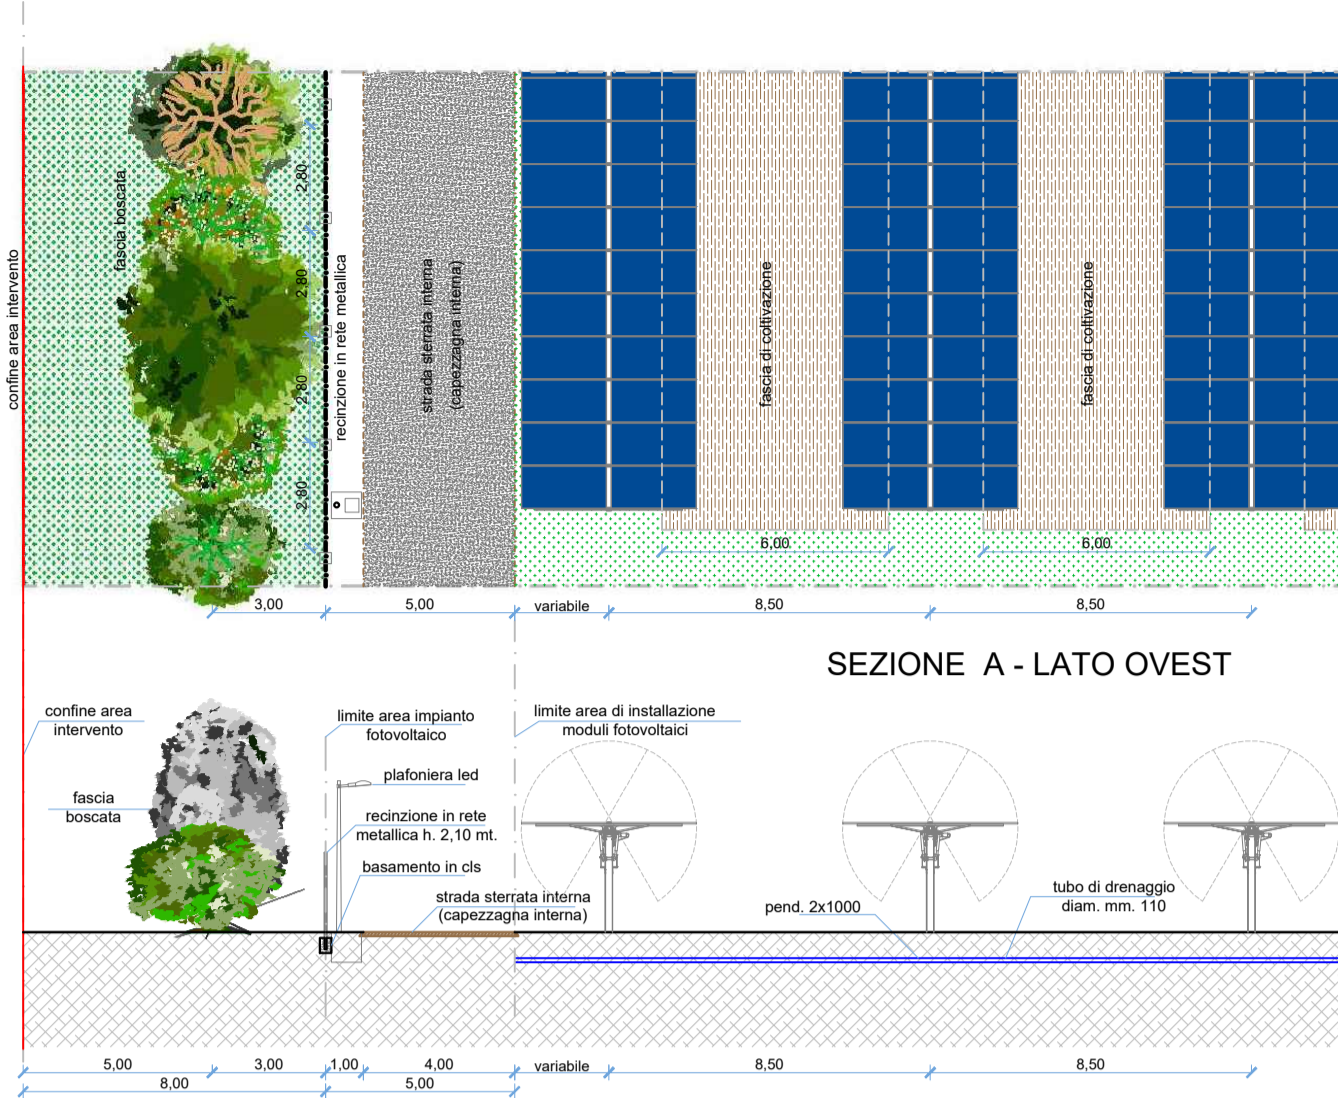 confine area intervento
fascia boscata
2,80
2,80
2,80
2,80
recinzione in rete metallica
strada sterrata interna
(capezzagna interna)
fascia di coltivazione
fascia di coltivazione
6,00
6,00
3,00
5,00
variabile
8,50
8,50
SEZIONE A - LATO OVEST
confine area
intervento
fascia
boscata
limite area impianto
fotovoltaico
plafoniera led
recinzione in rete
metallica h. 2,10 mt.
basamento in cls
strada sterrata interna
(capezzagna interna)
limite area di installazione
moduli fotovoltaici
pend. 2x1000
tubo di drenaggio
diam. mm. 110
5,00
3,00
1,00
4,00
variabile
8,50
8,50
8,00
5,00